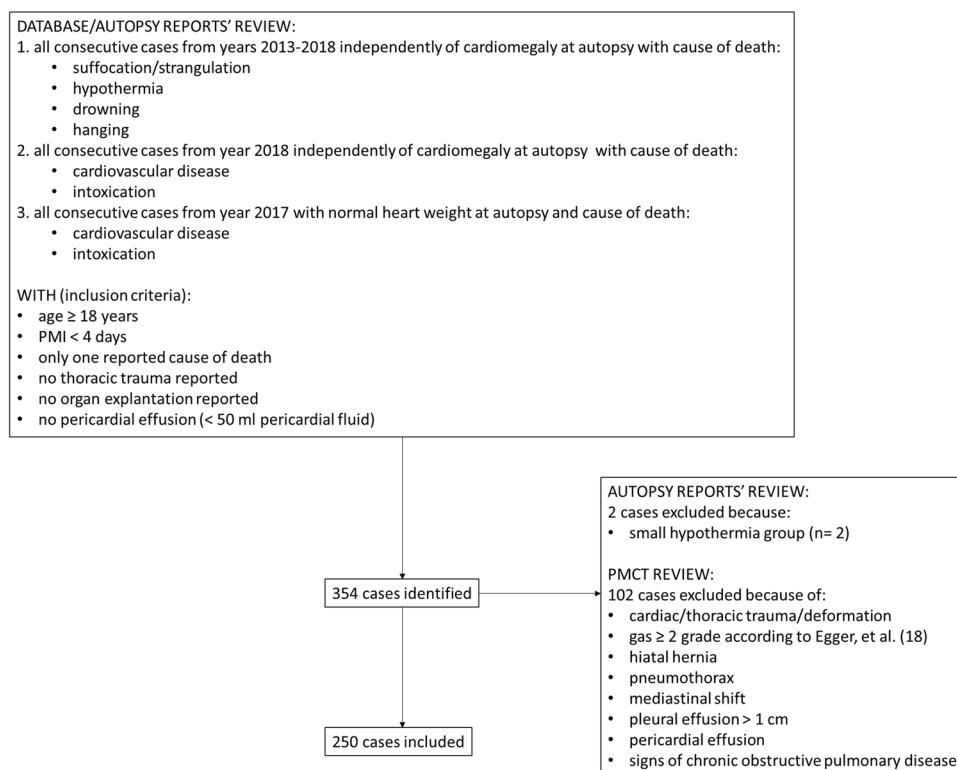 DATABASE/AUTOPSY REPORTS' REVIEW:
1. all consecutive cases from years 2013-2018 independently of cardiomegaly at autopsy with cause of death:
• suffocation/strangulation
• hypothermia
• drowning
• hanging
2. all consecutive cases from year 2018 independently of cardiomegaly at autopsy with cause of death:
• cardiovascular disease
• intoxication
3. all consecutive cases from year 2017 with normal heart weight at autopsy and cause of death:
• cardiovascular disease
• intoxication
WITH (inclusion criteria):
• age ≥ 18 years
• PMI < 4 days
• only one reported cause of death
• no thoracic trauma reported
• no organ explantation reported
• no pericardial effusion (< 50 ml pericardial fluid)
354 cases identified
AUTOPSY REPORTS' REVIEW:
2 cases excluded because:
• small hypothermia group (n= 2)
PMCT REVIEW:
102 cases excluded because of:
• cardiac/thoracic trauma/deformation
• gas ≥ 2 grade according to Egger, et al. (18)
• hiatal hernia
• pneumothorax
• mediastinal shift
• pleural effusion > 1 cm
• pericardial effusion
• signs of chronic obstructive pulmonary disease
250 cases included